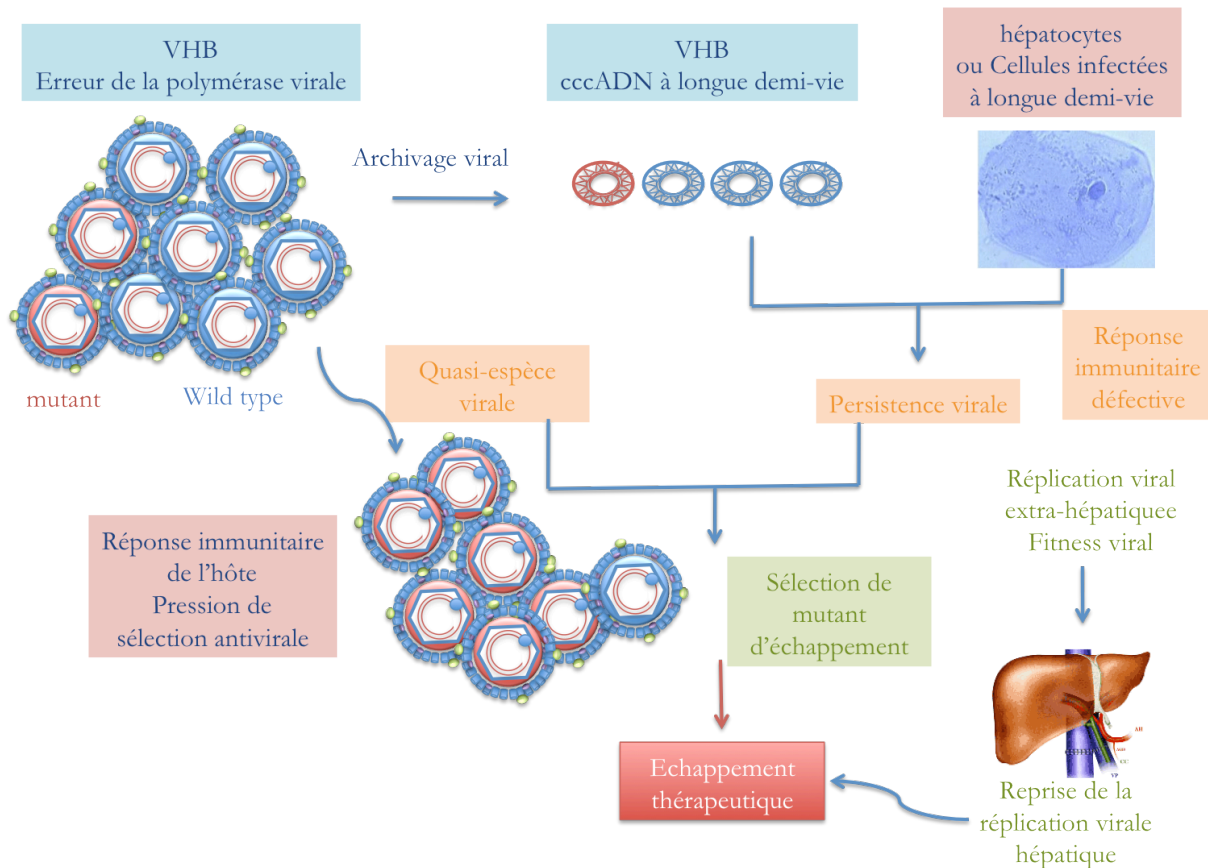 VHB
Erreur de la polymérase virale
VHB
cccADN à longue demi-vie
hépatocytes
ou Cellules infectées
à longue demi-vie
Archivage viral
mutant
Wild type
Quasi-espèce
virale
Persistence virale
Réponse
immunitaire
défective
Réponse immunitaire
de l'hôte
Pression de
sélection antivirale
Sélection de
mutant
d'échappement
Réplication viral
extra-hépatiquee
Fitness viral
AH
CC
VP
Echappement
thérapeutique
Reprise de la
réplication virale
hépatique